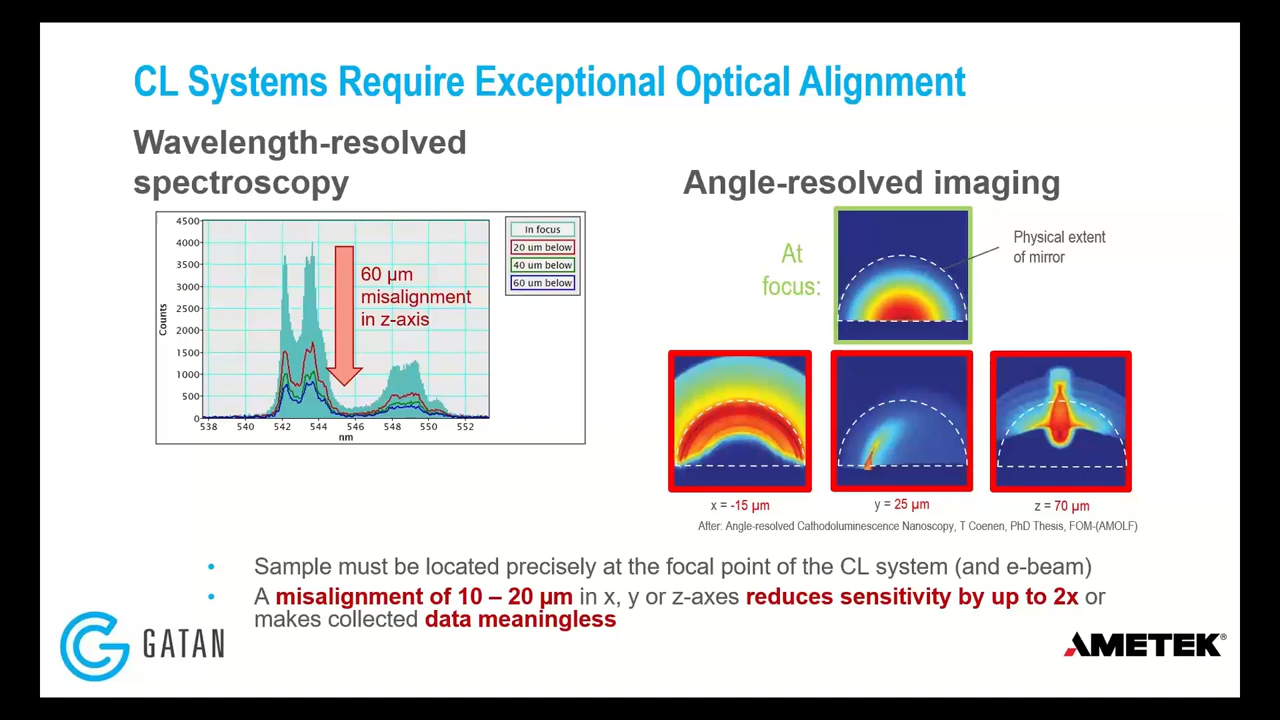 CL Systems Require Exceptional Optical Alignment
Wavelength-resolved
spectroscopy
4500
4000
3500
3000
2500
2000
1500
1000
500
0
Counts
538 540 542 544 546 548 550 552
nm
60 µm
misalignment
in z-axis
In focus
20 um below
40 um below
60 um below
Angle-resolved imaging
At
focus:
Physical extent
of mirror
x = -15 µm
y = 25 µm
z = 70 µm
After: Angle-resolved Cathodoluminescence Nanoscopy, T Coenen, PhD Thesis, FOM-(AMOLF)
• Sample must be located precisely at the focal point of the CL system (and e-beam)
• A misalignment of 10 – 20 µm in x, y or z-axes reduces sensitivity by up to 2x or
makes collected data meaningless
GATAN
AMETEK®